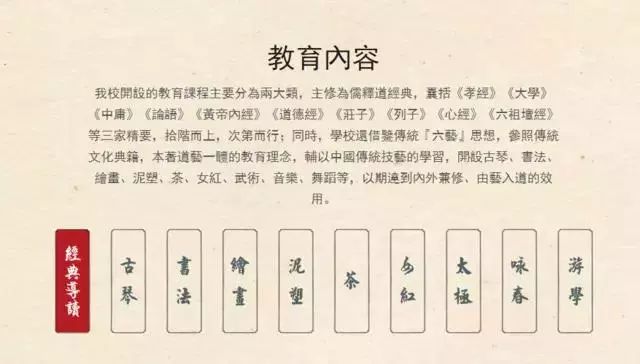 教育內容
我校開設的教育課程主要分為兩大類，主修為儒釋道經典，囊括《孝經》《大學》
《中庸》《論語》《黃帝內經》《道德經》《莊子》《列子》《心經》《六祖壇經》
等三家精要，拾階而上，次第而行；同時，學校還借鑒傳統『六藝』思想，參照傳統
文化典籍，本著道藝一體的教育理念，輔以中國傳統技藝的學習，開設古琴、書法、
繪畫、泥塑、茶、女紅、武術、音樂、舞蹈等，以期達到內外兼修、由藝入道的效
用。
經典導讀
古琴
書法
繪畫
泥塑
茶
女紅
太極
咏春
游學